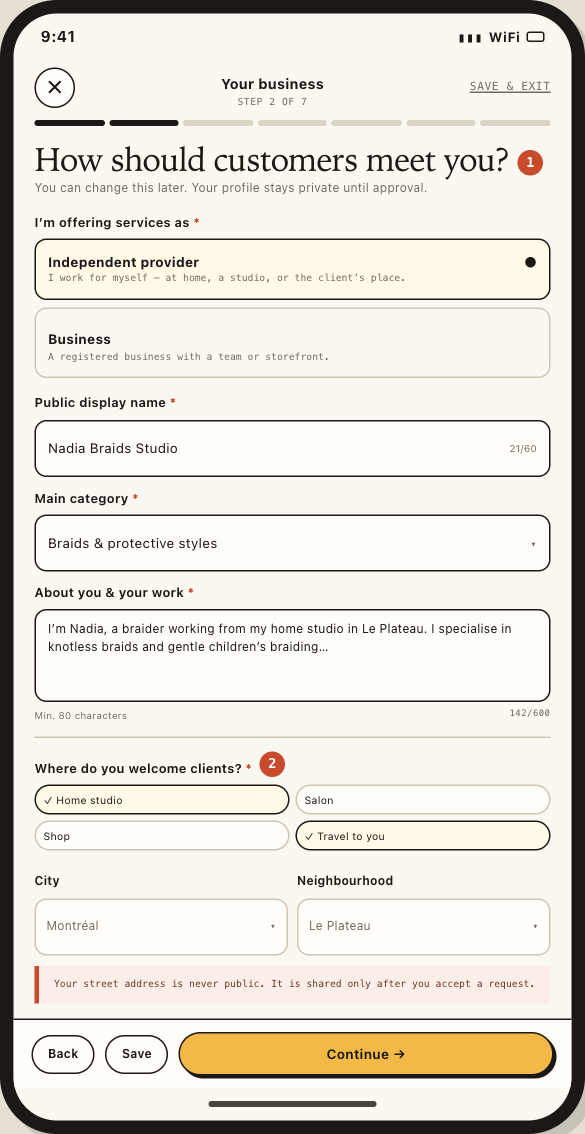 9:41
WiFi
✕
Your business
STEP 2 OF 7
SAVE & EXIT
How should customers meet you? 1
You can change this later. Your profile stays private until approval.
I'm offering services as *
Independent provider
I work for myself — at home, a studio, or the client's place.
Business
A registered business with a team or storefront.
Public display name *
Nadia Braids Studio 21/60
Main category *
Braids & protective styles
About you & your work *
I'm Nadia, a braider working from my home studio in Le Plateau. I specialise in
knotless braids and gentle children's braiding…
Min. 80 characters 142/600
Where do you welcome clients? * 2
✓ Home studio
Salon
Shop
✓ Travel to you
City
Neighbourhood
Montréal
Le Plateau
Your street address is never public. It is shared only after you accept a request.
Back
Save
Continue →